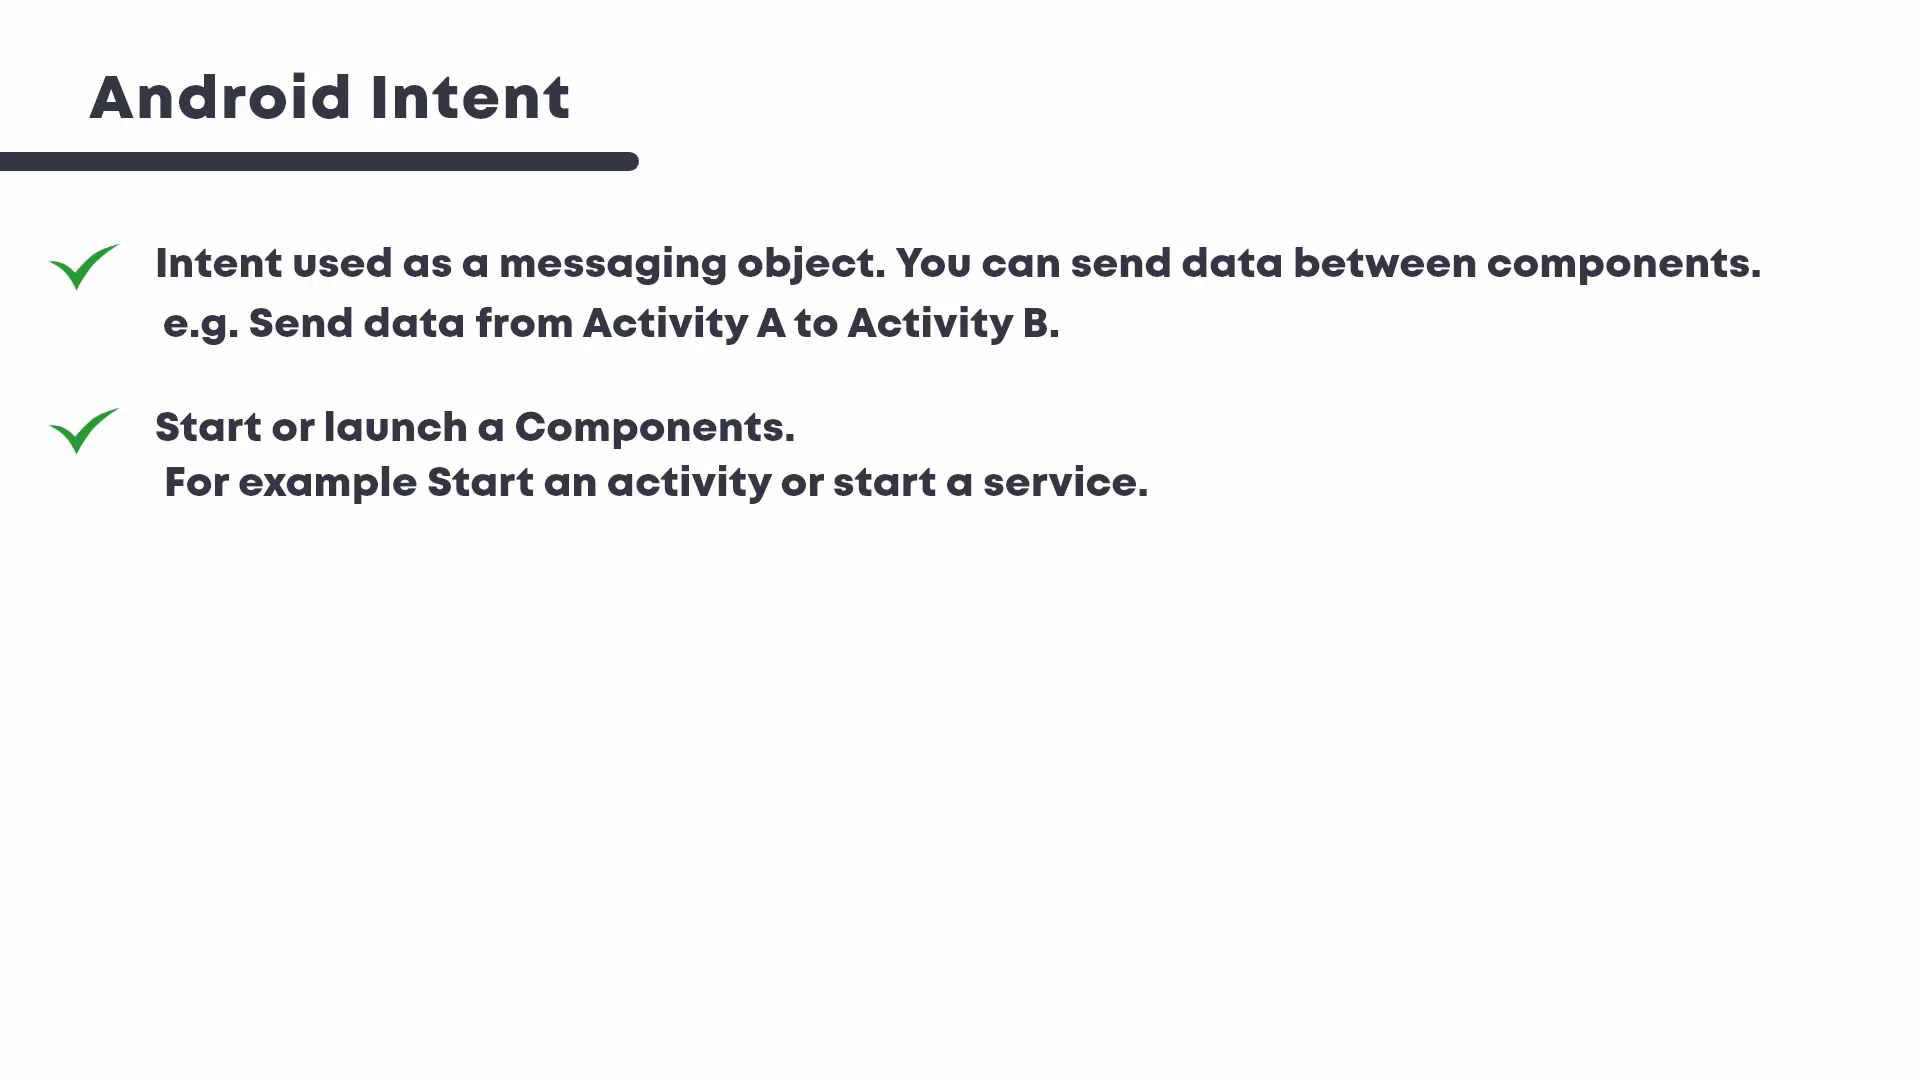 Android Intent
Intent used as a messaging object. You can send data between components.
e.g. Send data from Activity A to Activity B.
Start or launch a Components.
For example Start an activity or start a service.